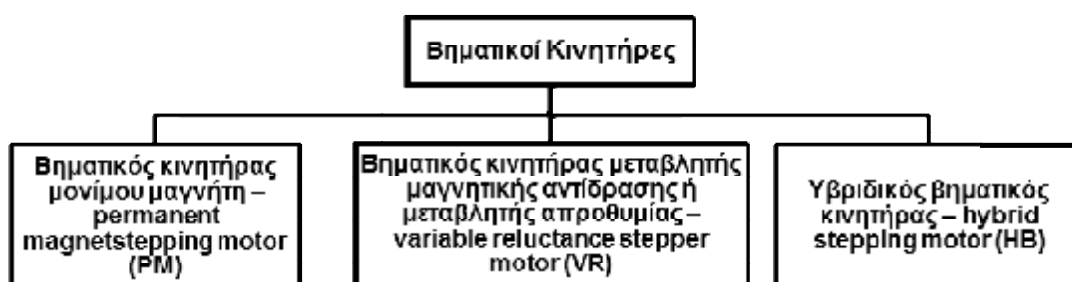 Βηματικοί Κινητήρες
Βηματικός κινητήρας
μονίμου μαγνήτη –
permanent
magnetstepping motor
(PM)
Βηματικός κινητήρας μεταβλητής
μαγνητικής αντίδρασης ή
μεταβλητής απροθυμίας –
variable reluctance stepper
motor (VR)
Υβριδικός βηματικός
κινητήρας – hybrid
stepping motor (HB)